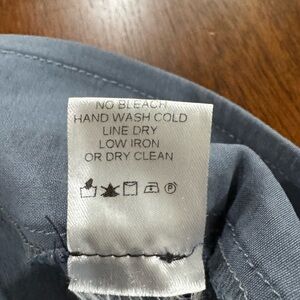 NO BLEACH
HAND WASH COLD
LINE DRY
LOW IRON
OR DRY CLEAN
P